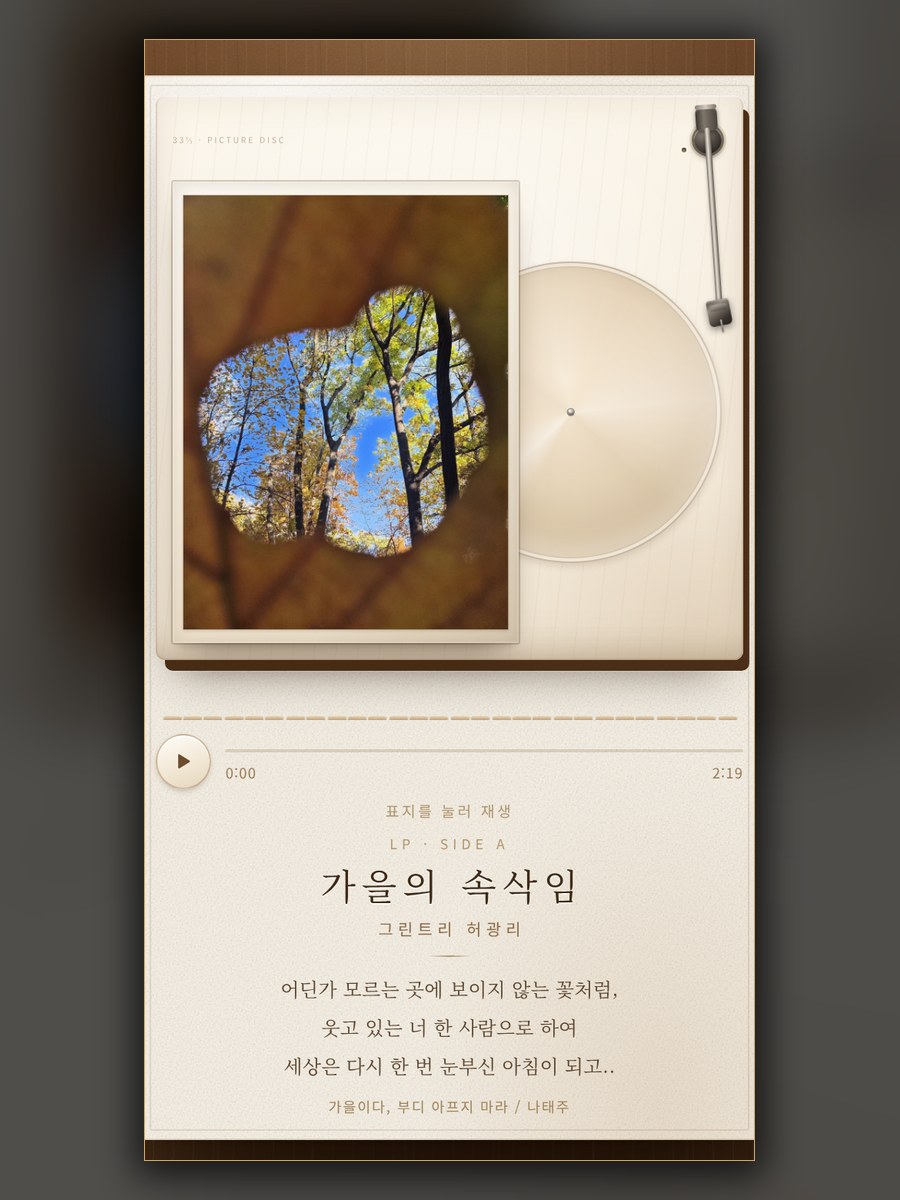 33⅓ · PICTURE DISC
0:00
2:19
표지를 눌러 재생
LP · SIDE A
가을의 속삭임
그린트리 허광리
어딘가 모르는 곳에 보이지 않는 꽃처럼,
웃고 있는 너 한 사람으로 하여
세상은 다시 한 번 눈부신 아침이 되고..
가을이다, 부디 아프지 마라 / 나태주